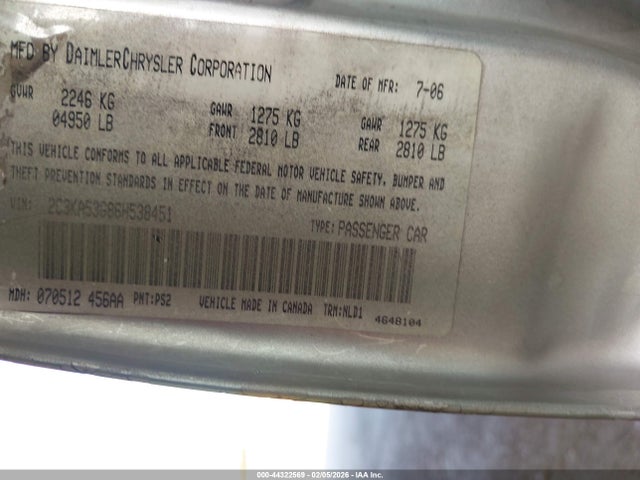 MFD BY DAIMLERCHRYSLER CORPORATION
DATE OF MFR: 7-06
GVWR 2246 KG
04950 LB
GAWR 1275 KG
FRONT 2810 LB
GAWR 1275 KG
REAR 2810 LB
THIS VEHICLE CONFORMS TO ALL APPLICABLE FEDERAL MOTOR VEHICLE SAFETY, BUMPER AND
THEFT PREVENTION STANDARDS IN EFFECT ON THE DATE OF MANUFACTURE SHOWN ABOVE.
VIN: 2C3KA53G86H538451
TYPE: PASSENGER CAR
MDH: 070512 456AA PNT:PS2 VEHICLE MADE IN CANADA TRM:NLD1
4648104
000-44322569 - 02/05/2026 - IAA Inc.